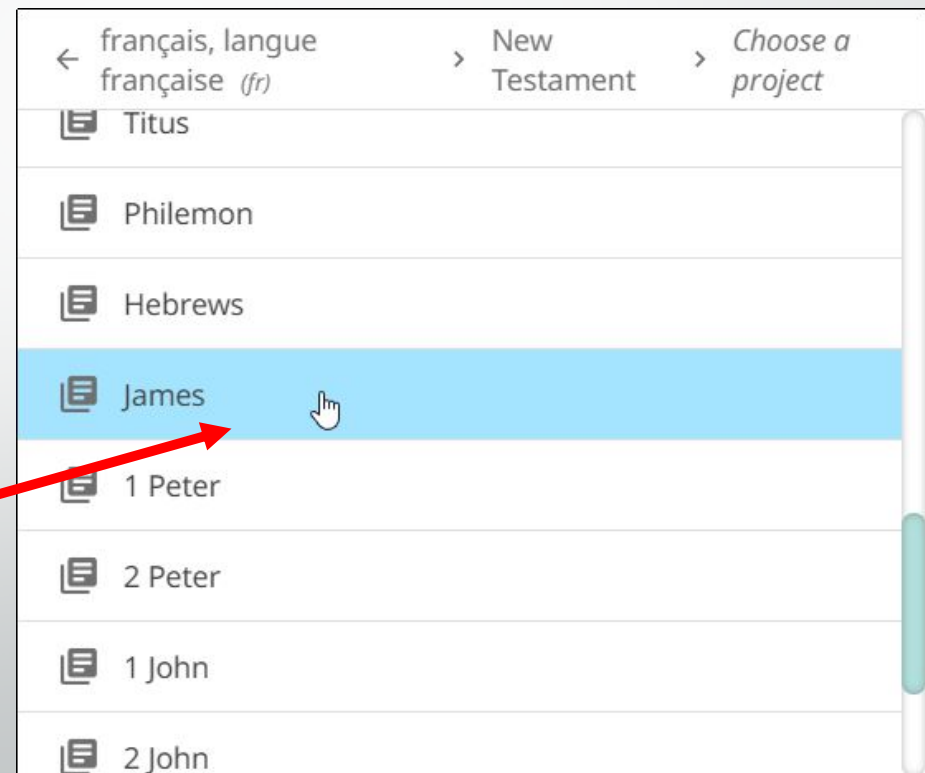 français, langue
française (fr)
New
Testament
Choose a
project
Titus
Philemon
Hebrews
James
1 Peter
2 Peter
1 John
2 John